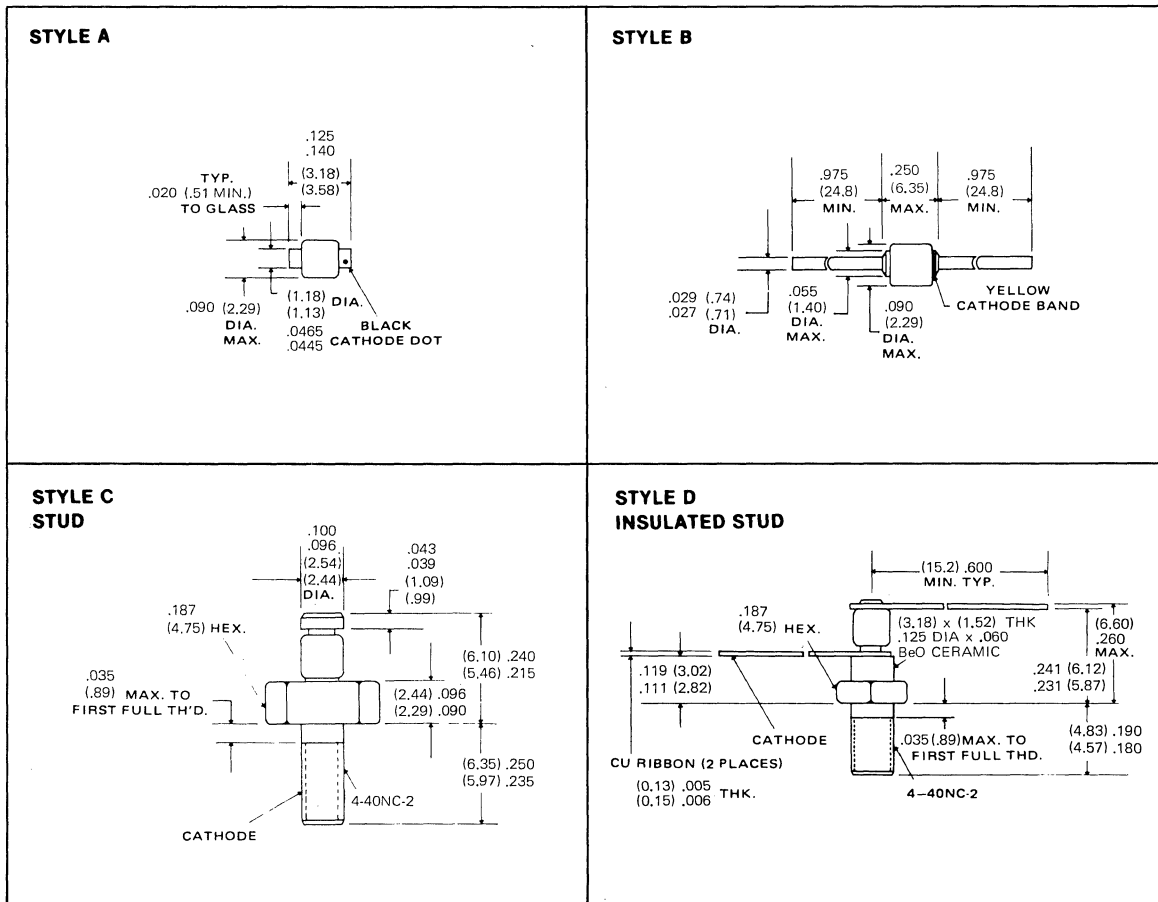 STYLE A
.125
.140
(3.18)
(3.58)
TYP.
.020 (.51 MIN.)
TO GLASS
.090 (2.29)
DIA.
MAX.
(1.18) DIA.
(1.13)
.0465
.0445
BLACK
CATHODE DOT
STYLE B
.975
(24.8)
MIN.
.250
(6.35)
MAX.
.975
(24.8)
MIN.
.029 (.74)
.027 (.71)
DIA.
.055
(1.40)
DIA.
MAX.
.090
(2.29)
DIA.
MAX.
YELLOW
CATHODE BAND
STYLE C
STUD
.100
.096
(2.54)
(2.44)
DIA.
.043
.039
(1.09)
(.99)
.187
(4.75) HEX.
.035
(.89) MAX. TO
FIRST FULL TH'D.
(6.10) .240
(5.46) .215
(2.44) .096
(2.29) .090
(6.35) .250
(5.97) .235
4-40NC-2
CATHODE
STYLE D
INSULATED STUD
(15.2) .600
MIN. TYP.
.187
(4.75) HEX.
(3.18) x (1.52) THK
.125 DIA x .060
BeO CERAMIC
(6.60)
.260
MAX.
.119 (3.02)
.111 (2.82)
.241 (6.12)
.231 (5.87)
CATHODE
.035(.89)MAX. TO
FIRST FULL THD.
(4.83) .190
(4.57) .180
CU RIBBON (2 PLACES)
(0.13) .005
(0.15) .006 THK.
4-40NC-2